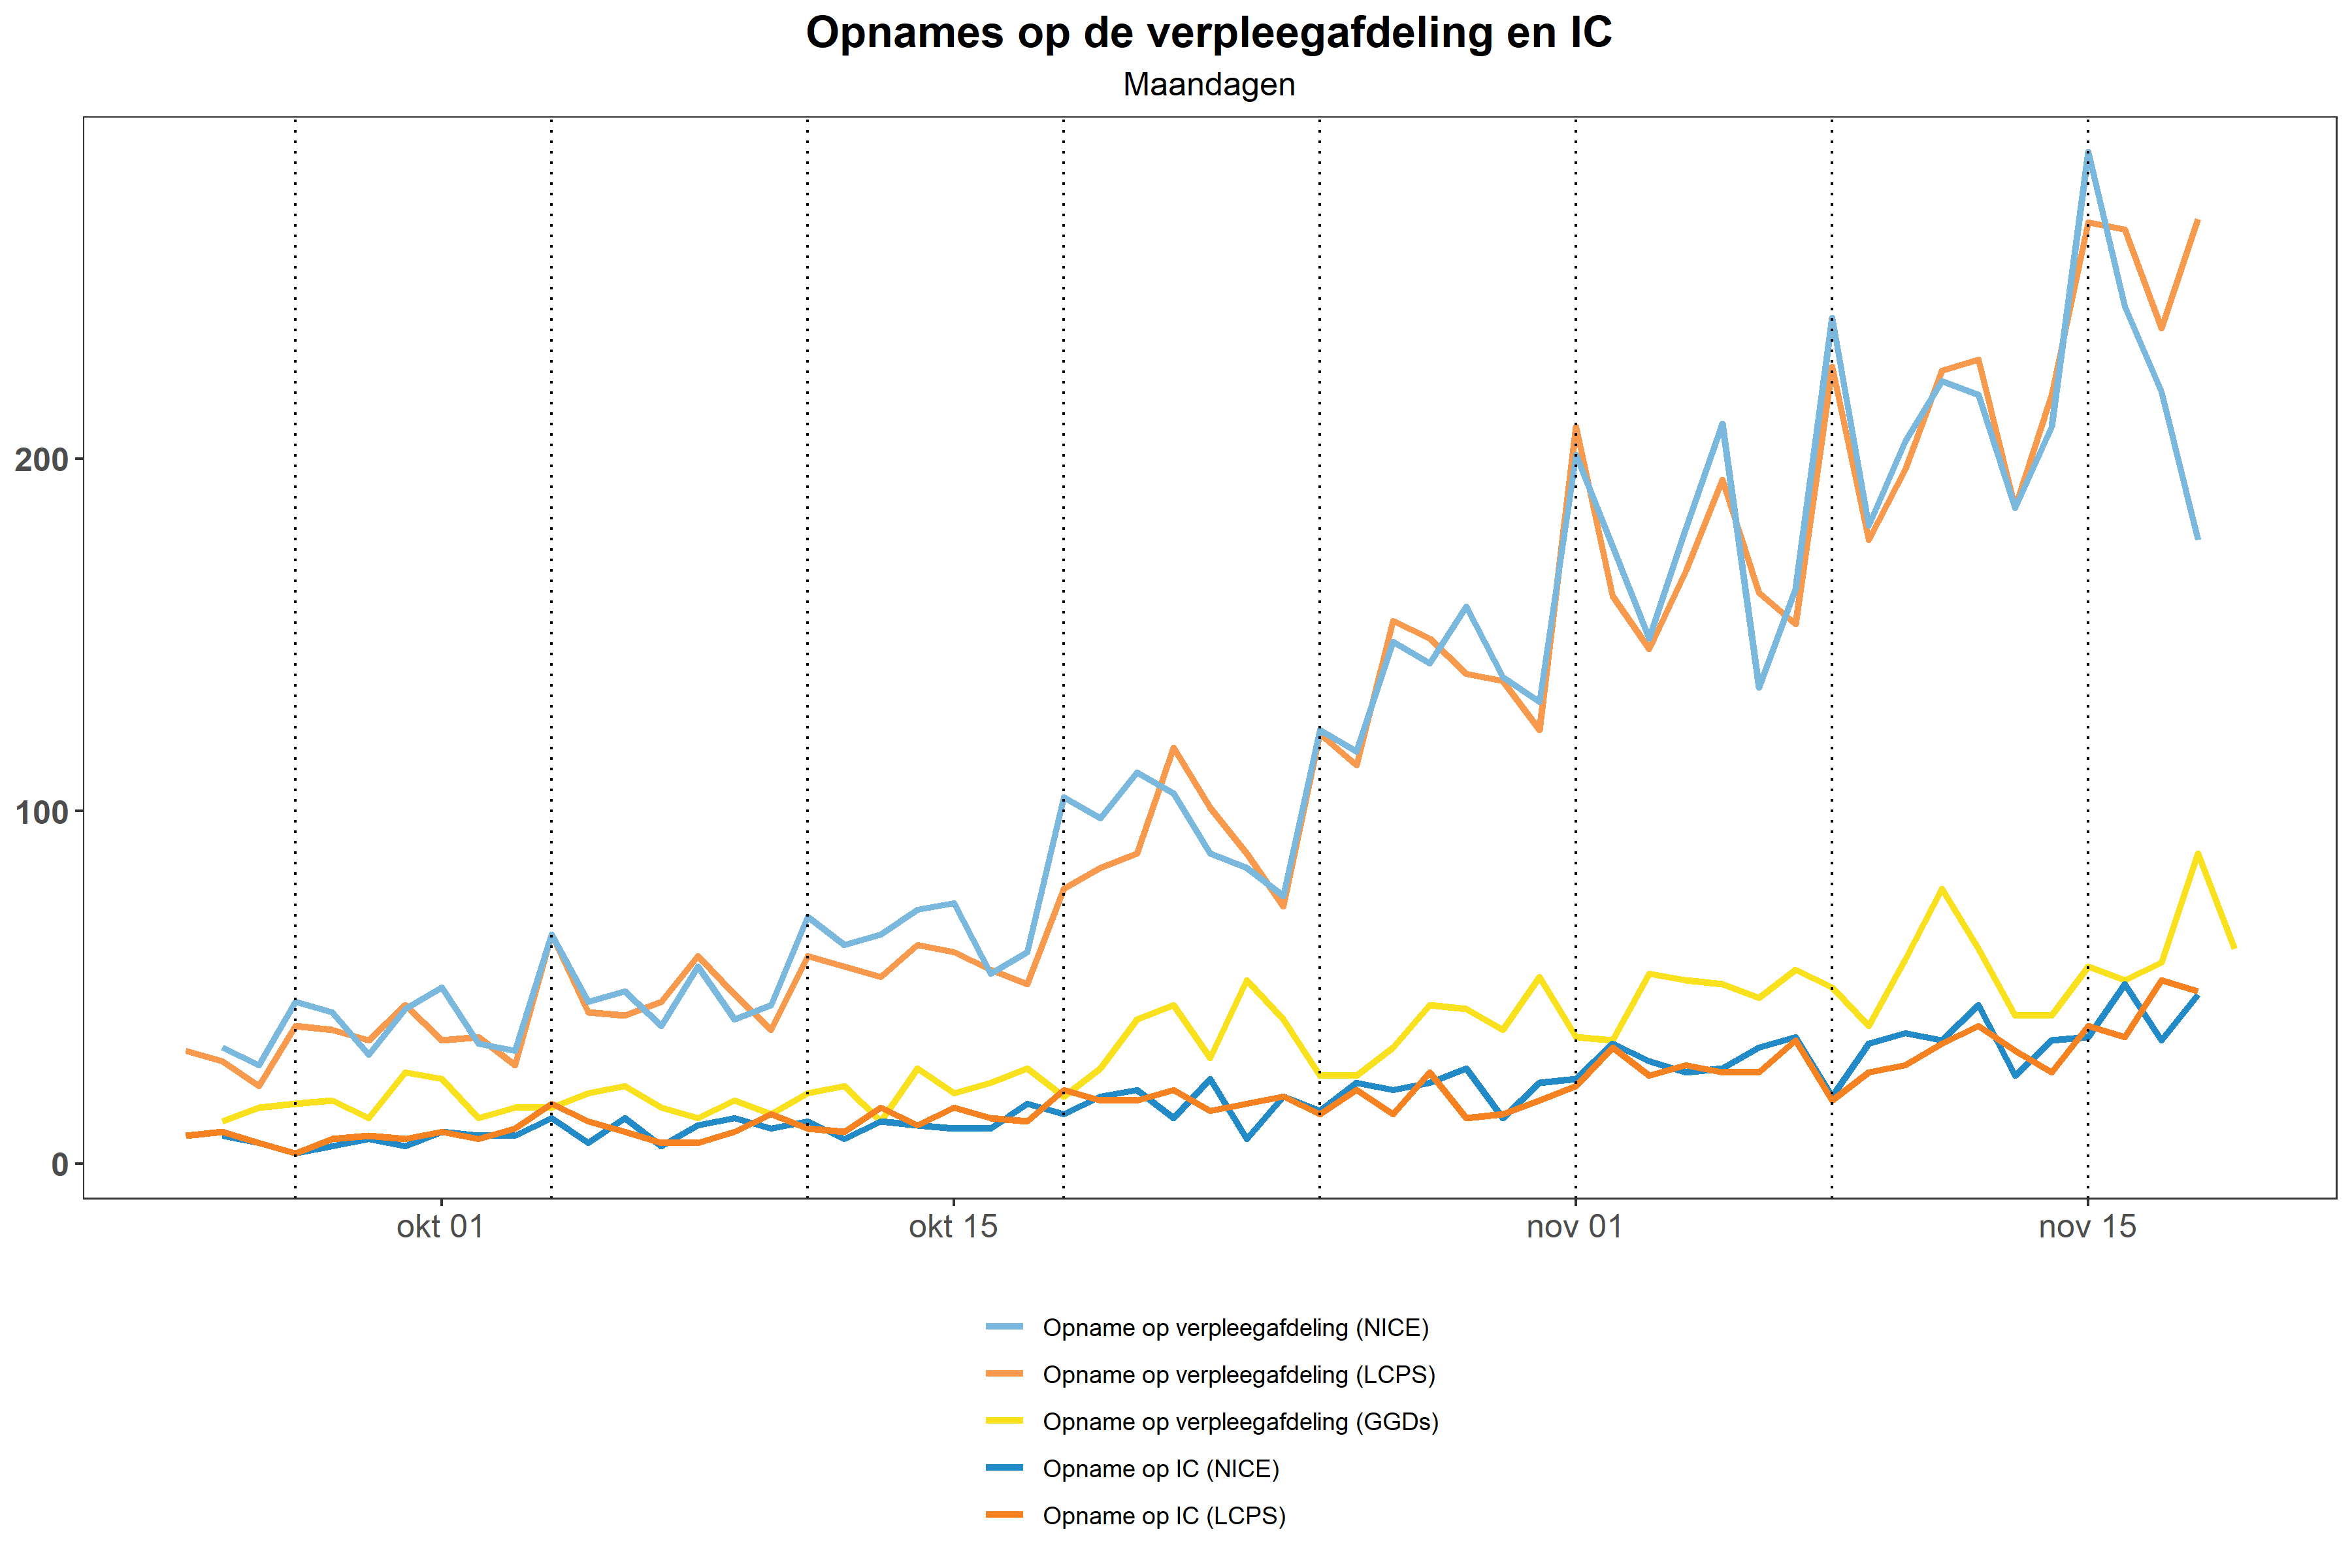 Opnames op de verpleegafdeling en IC
Maandagen
200
100
0
okt 01
okt 15
nov 01
nov 15
Opname op verpleegafdeling (NICE)
Opname op verpleegafdeling (LCPS)
Opname op verpleegafdeling (GGDs)
Opname op IC (NICE)
Opname op IC (LCPS)